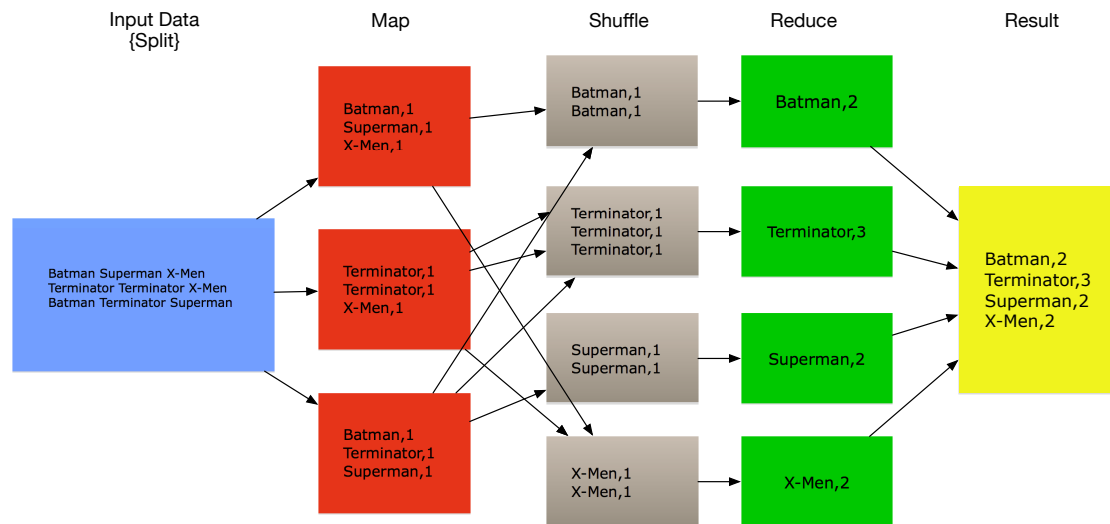 Input Data
{Split}
Map
Shuffle
Reduce
Result
Batman Superman X-Men
Terminator Terminator X-Men
Batman Terminator Superman
Batman,1
Superman,1
X-Men,1
Terminator,1
Terminator,1
X-Men,1
Batman,1
Terminator,1
Superman,1
Batman,1
Batman,1
Terminator,1
Terminator,1
Terminator,1
Superman,1
Superman,1
X-Men,1
X-Men,1
Batman,2
Terminator,3
Superman,2
X-Men,2
Batman,2
Terminator,3
Superman,2
X-Men,2